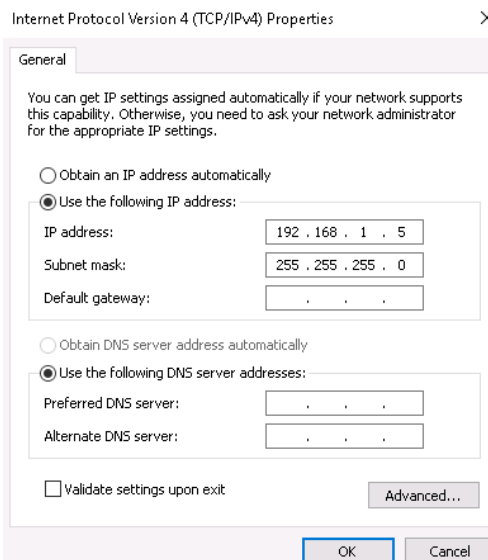 Internet Protocol Version 4 (TCP/IPv4) Properties
General
You can get IP settings assigned automatically if your network supports
this capability. Otherwise, you need to ask your network administrator
for the appropriate IP settings.
Obtain an IP address automatically
Use the following IP address:
IP address: 192 . 168 . 1 . 5
Subnet mask: 255 . 255 . 255 . 0
Default gateway: . . .
Obtain DNS server address automatically
Use the following DNS server addresses:
Preferred DNS server: . . .
Alternate DNS server: . . .
Validate settings upon exit
Advanced...
OK Cancel